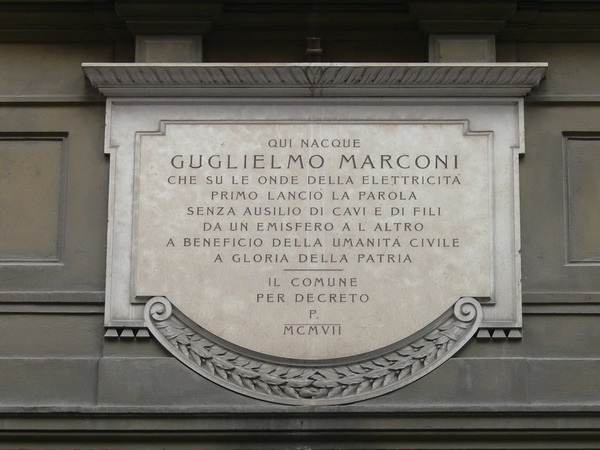 QUI NACQUE
GUGLIELMO MARCONI
CHE SU LE ONDE DELLA ELETTRICITÀ
PRIMO LANCIO LA PAROLA
SENZA AUSILIO DI CAVI E DI FILI
DA UN EMISFERO A L' ALTRO
A BENEFICIO DELLA UMANITÀ CIVILE
A GLORIA DELLA PATRIA
IL COMUNE
PER DECRETO
P.
MCMVII